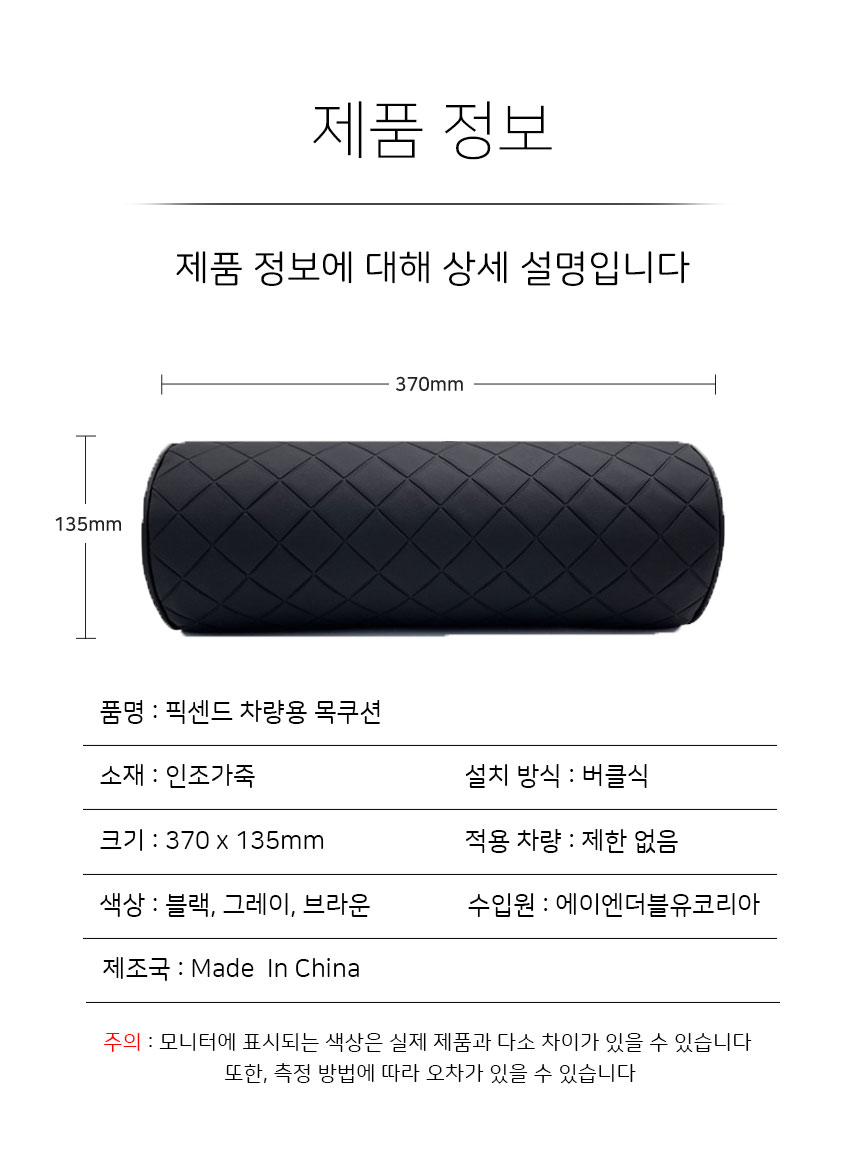 제품 정보
제품 정보에 대해 상세 설명입니다
370mm
135mm
품명 : 픽센드 차량용 목쿠션
소재 : 인조가죽
설치 방식 : 버클식
크기 : 370 x 135mm
적용 차량 : 제한 없음
색상 : 블랙, 그레이, 브라운
수입원 : 에이엔더블유코리아
제조국 : Made In China
주의 : 모니터에 표시되는 색상은 실제 제품과 다소 차이가 있을 수 있습니다
또한, 측정 방법에 따라 오차가 있을 수 있습니다